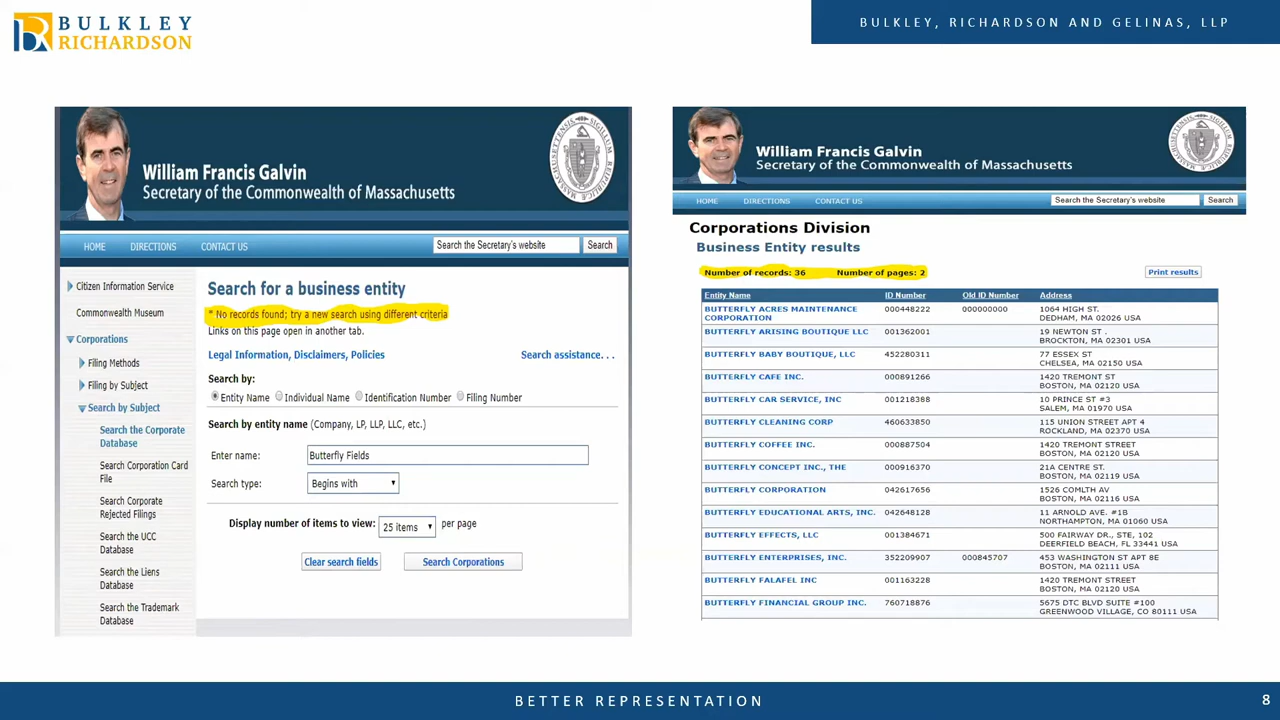 BULKLEY
RICHARDSON
BULKLEY, RICHARDSON AND GELINAS, LLP
William Francis Galvin
Secretary of the Commonwealth of Massachusetts
HOME DIRECTIONS CONTACT US Search the Secretary's website Search
Citizen Information Service
Commonwealth Museum
Corporations
Filing Methods
Filing by Subject
Search by Subject
Search the Corporate
Database
Search Corporation Card
File
Search Corporate
Rejected Filings
Search the UCC
Database
Search the Liens
Database
Search the Trademark
Database
Search for a business entity
* No records found; try a new search using different criteria
Links on this page open in another tab.
Legal Information, Disclaimers, Policies Search assistance. . .
Search by:
Entity Name Individual Name Identification Number Filing Number
Search by entity name (Company, LP, LLP, LLC, etc.)
Enter name: Butterfly Fields
Search type: Begins with
Display number of items to view: 25 items per page
Clear search fields Search Corporations
William Francis Galvin
Secretary of the Commonwealth of Massachusetts
HOME DIRECTIONS CONTACT US Search the Secretary's website Search
Corporations Division
Business Entity results
Number of records: 36 Number of pages: 2 Print results
Entity Name ID Number Old ID Number Address
BUTTERFLY ACRES MAINTENANCE 000448222 000000000 1064 HIGH ST.
CORPORATION DEDHAM, MA 02026 USA
BUTTERFLY ARISING BOUTIQUE LLC 001362001 19 NEWTON ST .
BROCKTON, MA 02301 USA
BUTTERFLY BABY BOUTIQUE, LLC 452280311 77 ESSEX ST
CHELSEA, MA 02150 USA
BUTTERFLY CAFE INC. 000891266 1420 TREMONT ST
BOSTON, MA 02120 USA
BUTTERFLY CAR SERVICE, INC 001218388 10 PRINCE ST #3
SALEM, MA 01970 USA
BUTTERFLY CLEANING CORP 460633850 115 UNION STREET APT 4
ROCKLAND, MA 02370 USA
BUTTERFLY COFFEE INC. 000887504 1420 TREMONT STREET
BOSTON, MA 02120 USA
BUTTERFLY CONCEPT INC., THE 000916370 21A CENTRE ST.
BOSTON, MA 02119 USA
BUTTERFLY CORPORATION 042617656 1526 COMLTH AV
BOSTON, MA 02116 USA
BUTTERFLY EDUCATIONAL ARTS, INC. 042648128 11 ARNOLD AVE. #1B
NORTHAMPTON, MA 01060 USA
BUTTERFLY EFFECTS, LLC 001384671 500 FAIRWAY DR., STE, 102
DEERFIELD BEACH, FL 33441 USA
BUTTERFLY ENTERPRISES, INC. 352209907 000845707 453 WASHINGTON ST APT 8E
BOSTON, MA 02111 USA
BUTTERFLY FALAFEL INC 001163228 1420 TREMONT STREET
BOSTON, MA 02120 USA
BUTTERFLY FINANCIAL GROUP INC. 760718876 5675 DTC BLVD SUITE #100
GREENWOOD VILLAGE, CO 80111 USA
BETTER REPRESENTATION
8